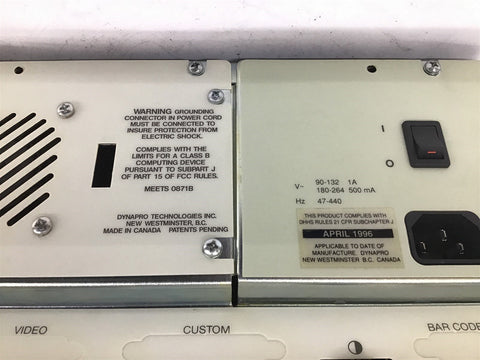 WARNING GROUNDING
CONNECTOR IN POWER CORD
MUST BE CONNECTED TO
INSURE PROTECTION FROM
ELECTRIC SHOCK.
COMPLIES WITH THE
LIMITS FOR A CLASS B
COMPUTING DEVICE
PURSUANT TO SUBPART J
OF PART 15 OF FCC RULES.
MEETS 0871B
DYNAPRO TECHNOLOGIES INC.
NEW WESTMINSTER, B.C.
MADE IN CANADA PATENTS PENDING
I
O
90-132 1A
V~ 180-264 500 mA
Hz 47-440
THIS PRODUCT COMPLIES WITH
DHHS RULES 21 CFR SUBCHAPTER J
APRIL 1996
APPLICABLE TO DATE OF
MANUFACTURE. DYNAPRO
NEW WESTMINSTER B.C. CANADA
VIDEO
CUSTOM
BAR CODE